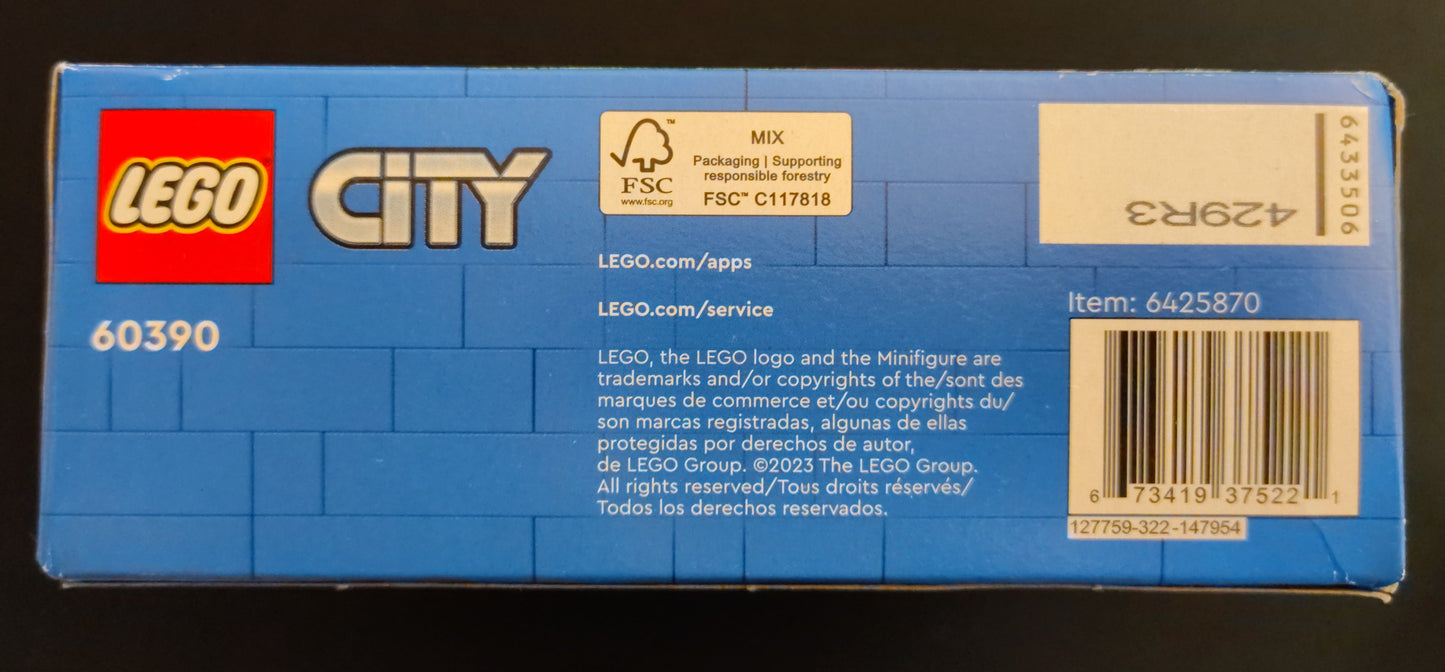 LEGO
CITY
60390
FSC
www.fsc.org
MIX
Packaging | Supporting
responsible forestry
FSC™ C117818
LEGO.com/apps
LEGO.com/service
LEGO, the LEGO logo and the Minifigure are
trademarks and/or copyrights of the/sont des
marques de commerce et/ou copyrights du/
son marcas registradas, algunas de ellas
protegidas por derechos de autor,
de LEGO Group. ©2023 The LEGO Group.
All rights reserved/Tous droits réservés/
Todos los derechos reservados.
6433506
429R3
Item: 6425870
6 73419 37522 1
127759-322-147954